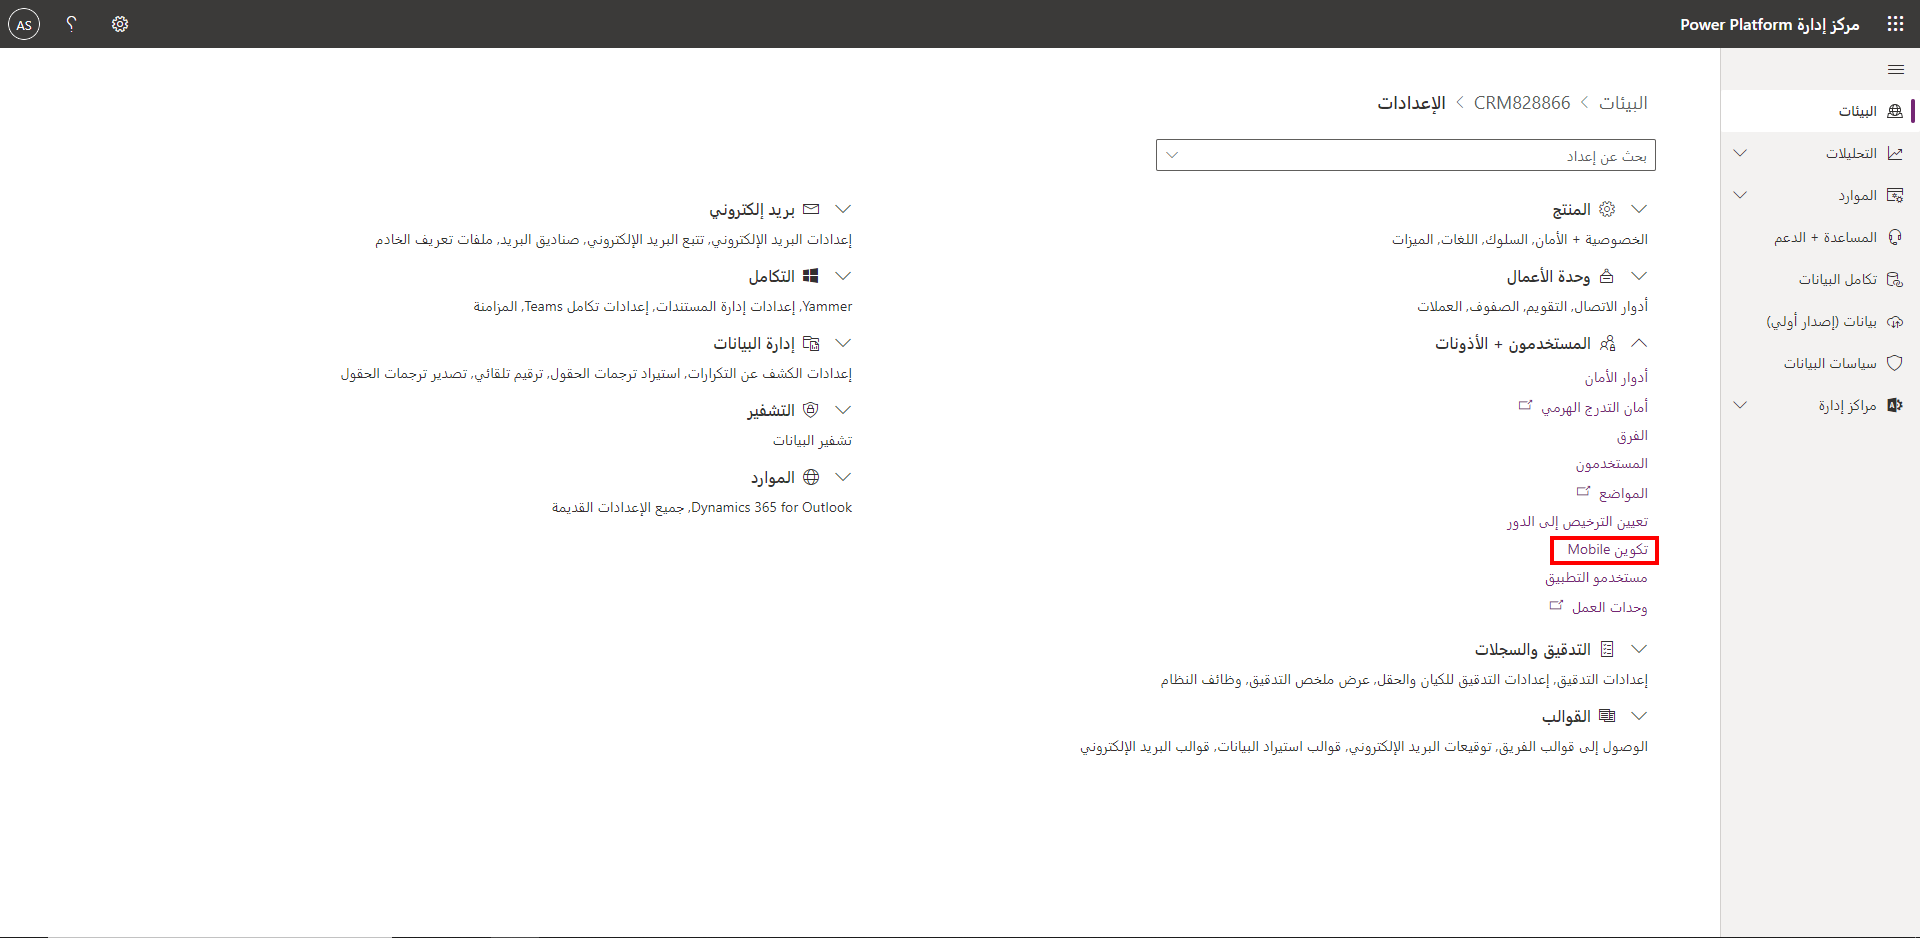 مركز إدارة Power Platform
؟
AS
البيئات
التحليلات
الموارد
المساعدة + الدعم
تكامل البيانات
بيانات (إصدار أولي)
سياسات البيانات
مراكز إدارة
البيئات > CRM828866 > الإعدادات
بحث عن إعداد
المنتج
الخصوصية + الأمان, السلوك, اللغات, الميزات
وحدة الأعمال
أدوار الاتصال, التقويم, الصفوف, العملات
المستخدمون + الأذونات
أدوار الأمان
أمان التدرج الهرمي
الفرق
المستخدمون
المواضع
تعيين الترخيص إلى الدور
تكوين Mobile
مستخدمو التطبيق
وحدات العمل
التدقيق والسجلات
إعدادات التدقيق, إعدادات التدقيق للكيان والحقل, عرض ملخص التدقيق, وظائف النظام
القوالب
الوصول إلى قوالب الفريق, توقيعات البريد الإلكتروني, قوالب استيراد البيانات, قوالب البريد الإلكتروني
بريد إلكتروني
إعدادات البريد الإلكتروني, تتبع البريد الإلكتروني, صناديق البريد, ملفات تعريف الخادم
التكامل
Yammer, إعدادات إدارة المستندات, إعدادات تكامل Teams, المزامنة
إدارة البيانات
إعدادات الكشف عن التكرارات, استيراد ترجمات الحقول, ترقيم تلقائي, تصدير ترجمات الحقول
التشفير
تشفير البيانات
الموارد
Dynamics 365 for Outlook, جميع الإعدادات القديمة